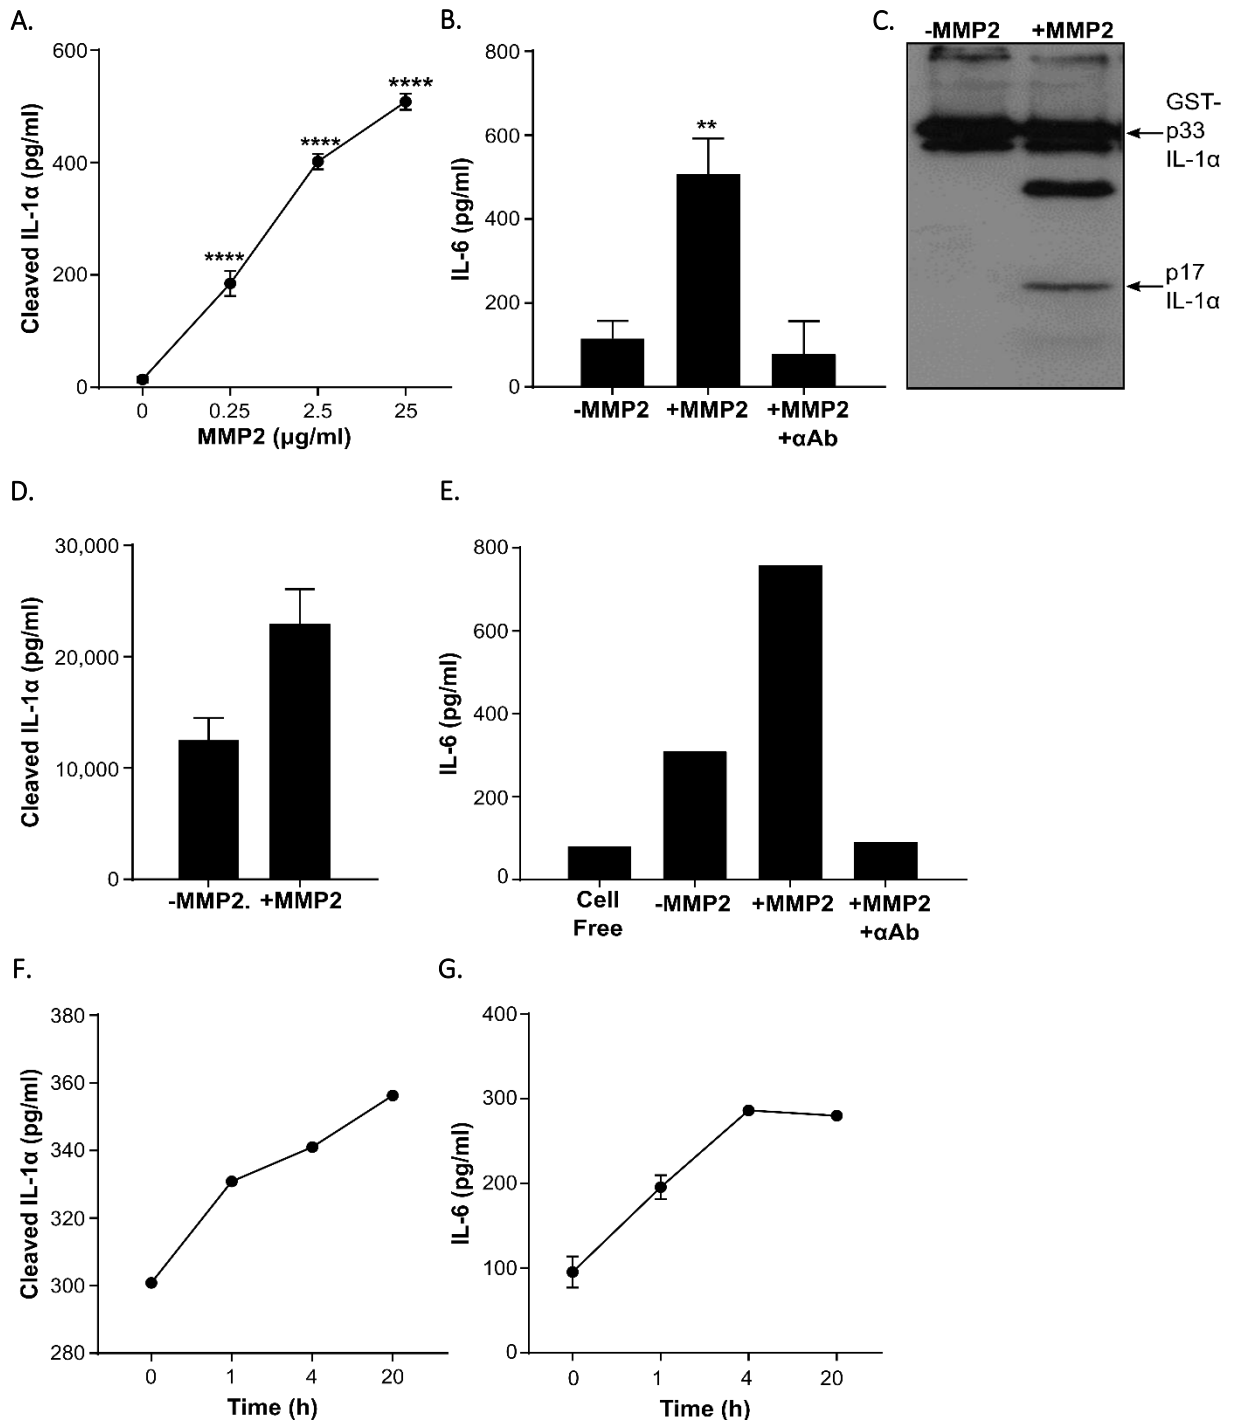 A.
600
400
200
0
Cleaved IL-1α (pg/ml)
****
****
****
0 0.25 2.5 25
MMP2 (µg/ml)
B.
800
600
400
200
0
IL-6 (pg/ml)
**
-MMP2 +MMP2 +MMP2
+αAb
C.
-MMP2 +MMP2
GST-
p33
IL-1α
p17
IL-1α
D.
30,000
20,000
10,000
0
Cleaved IL-1α (pg/ml)
-MMP2. +MMP2
E.
800
600
400
200
0
IL-6 (pg/ml)
Cell
Free
-MMP2 +MMP2 +MMP2
+αAb
F.
380
360
340
320
300
280
Cleaved IL-1α (pg/ml)
0 1 4 20
Time (h)
G.
400
300
200
100
0
IL-6 (pg/ml)
0 1 4 20
Time (h)